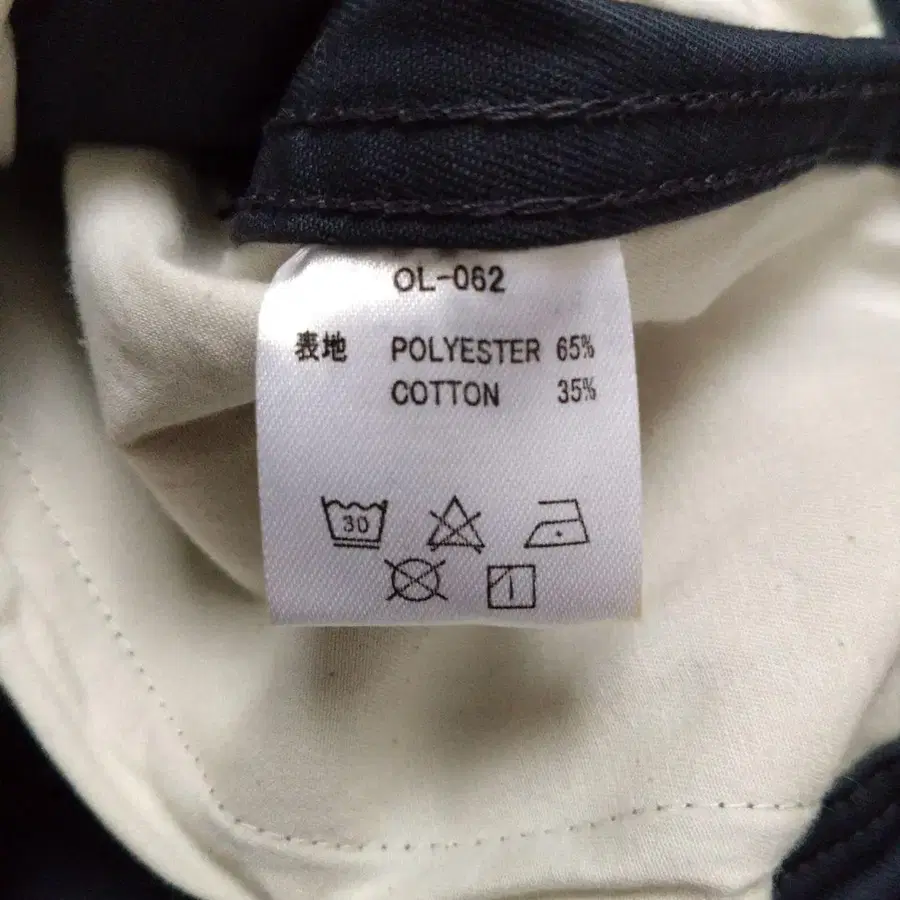 OL-062
表地 POLYESTER 65%
COTTON 35%
30